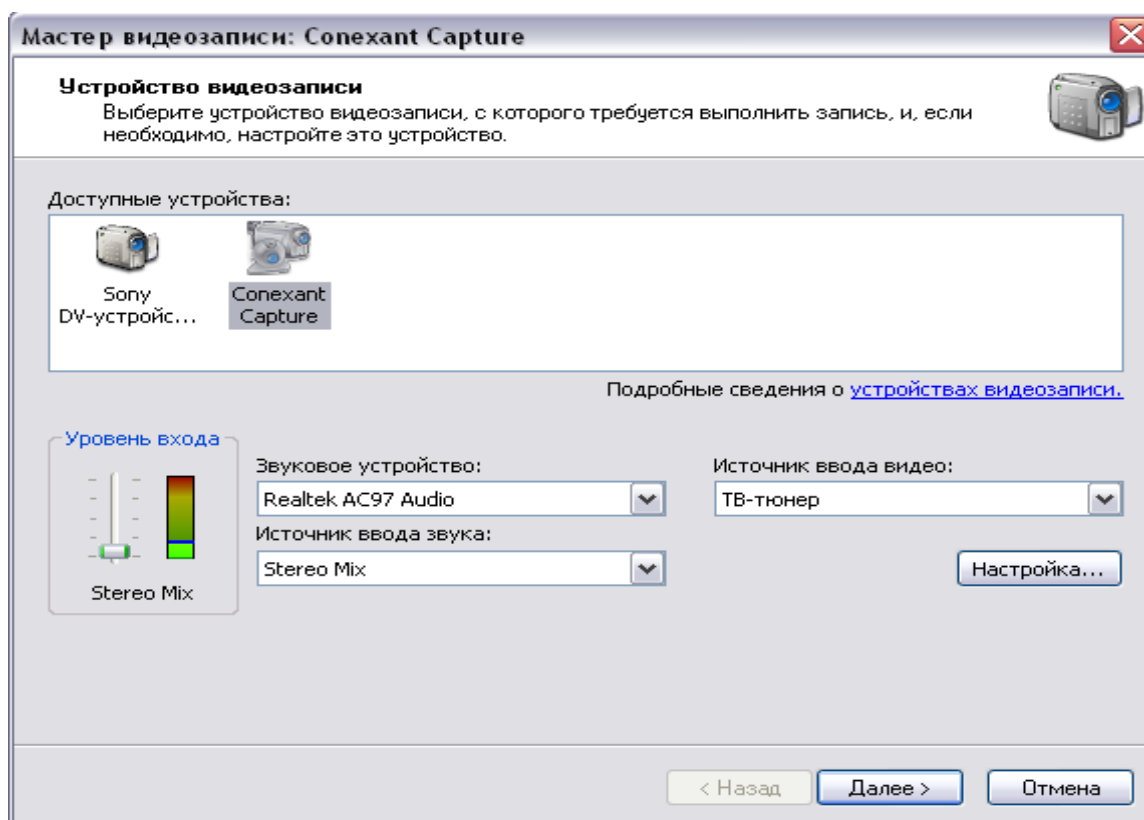 Мастер видеозаписи: Conexant Capture
Устройство видеозаписи
Выберите устройство видеозаписи, с которого требуется выполнить запись, и, если
необходимо, настройте это устройство.
Доступные устройства:
Sony
DV-устройс...
Conexant
Capture
Подробные сведения о устройствах видеозаписи.
Уровень входа
Stereo Mix
Звуковое устройство:
Realtek AC97 Audio
Источник ввода звука:
Stereo Mix
Источник ввода видео:
ТВ-тюнер
Настройка...
< Назад
Далее >
Отмена